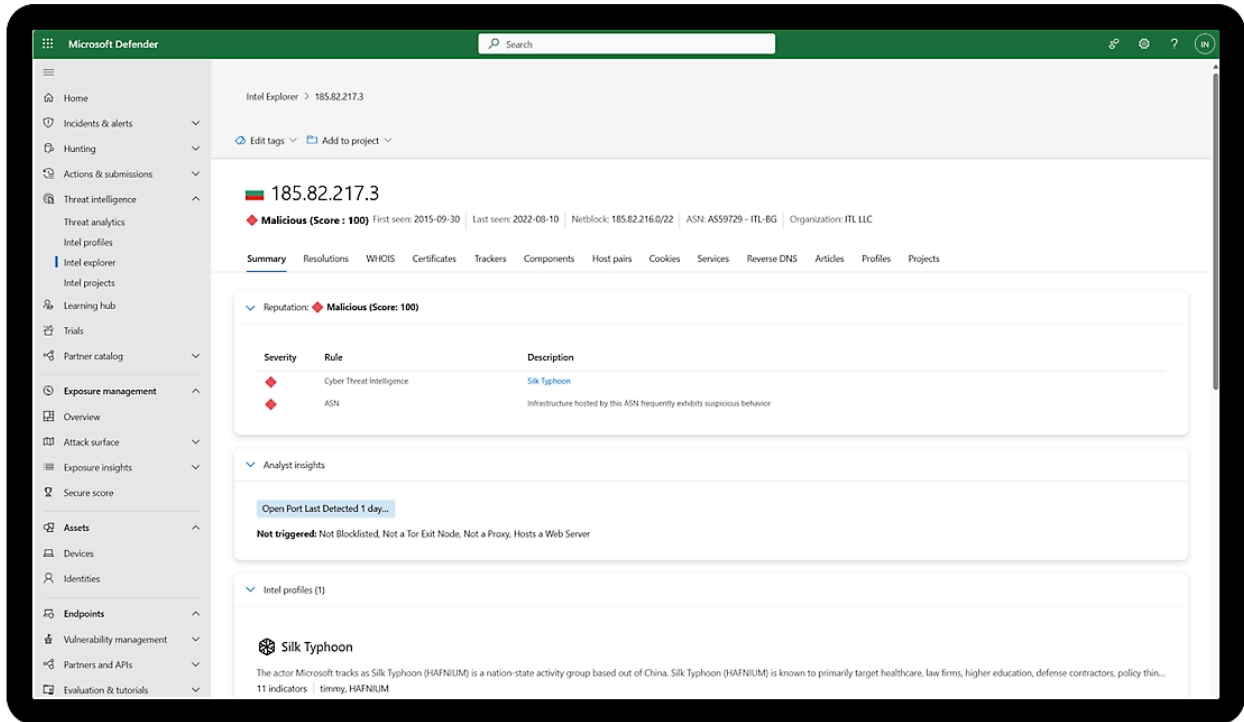 Microsoft Defender
Search
IN
Home
Incidents & alerts
Hunting
Actions & submissions
Threat intelligence
Threat analytics
Intel profiles
Intel explorer
Intel projects
Learning hub
Trials
Partner catalog
Exposure management
Overview
Attack surface
Exposure insights
Secure score
Assets
Devices
Identities
Endpoints
Vulnerability management
Partners and APIs
Evaluation & tutorials
Intel Explorer > 185.82.217.3
Edit tags Add to project
185.82.217.3
Malicious (Score : 100) First seen: 2015-09-30 Last seen: 2022-08-10 Netblock: 185.82.216.0/22 ASN: AS59729 - ITL-BG Organization: ITL LLC
Summary Resolutions WHOIS Certificates Trackers Components Host pairs Cookies Services Reverse DNS Articles Profiles Projects
Reputation: Malicious (Score: 100)
Severity Rule Description
Cyber Threat Intelligence Silk Typhoon
ASN Infrastructure hosted by this ASN frequently exhibits suspicious behavior
Analyst insights
Open Port Last Detected 1 day...
Not triggered: Not Blocklisted, Not a Tor Exit Node, Not a Proxy, Hosts a Web Server
Intel profiles (1)
Silk Typhoon
The actor Microsoft tracks as Silk Typhoon (HAFNIUM) is a nation-state activity group based out of China. Silk Typhoon (HAFNIUM) is known to primarily target healthcare, law firms, higher education, defense contractors, policy thin...
11 indicators timmy, HAFNIUM